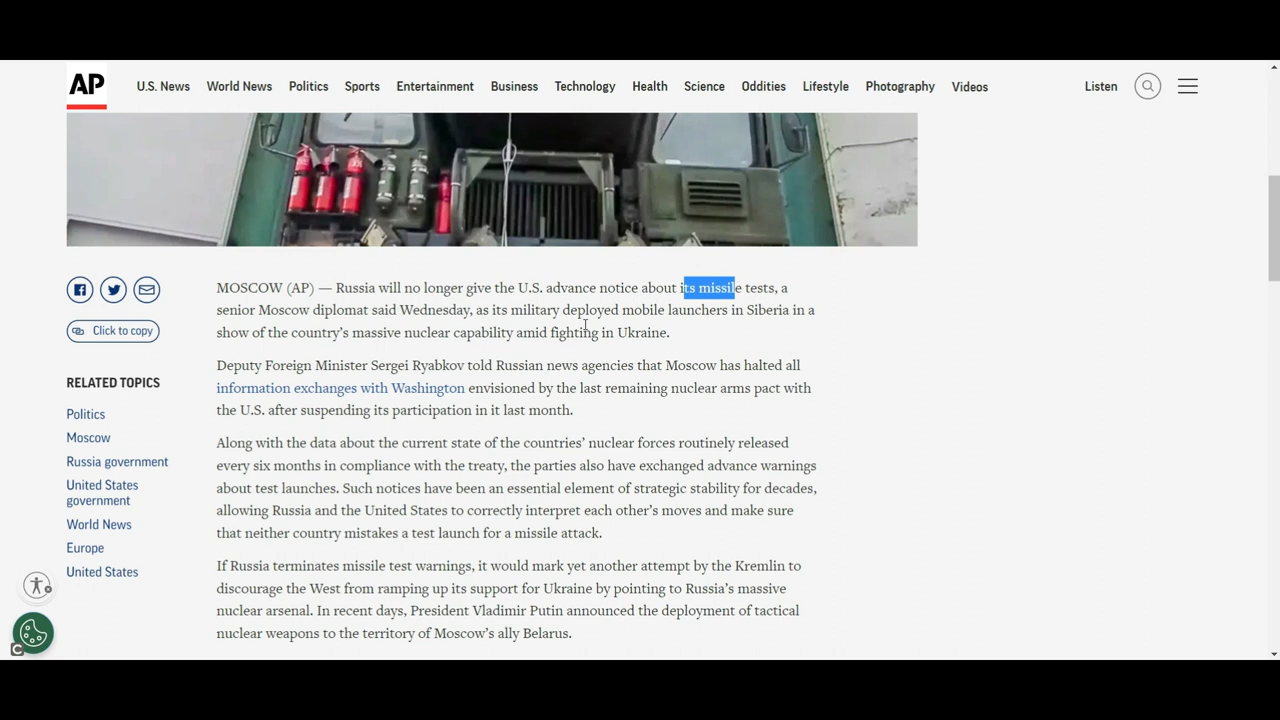 AP
U.S. News World News Politics Sports Entertainment Business Technology Health Science Oddities Lifestyle Photography Videos Listen
MOSCOW (AP) — Russia will no longer give the U.S. advance notice about its missile tests, a
senior Moscow diplomat said Wednesday, as its military deployed mobile launchers in Siberia in a
show of the country’s massive nuclear capability amid fighting in Ukraine.
Click to copy
Deputy Foreign Minister Sergei Ryabkov told Russian news agencies that Moscow has halted all
information exchanges with Washington envisioned by the last remaining nuclear arms pact with
the U.S. after suspending its participation in it last month.
Along with the data about the current state of the countries’ nuclear forces routinely released
every six months in compliance with the treaty, the parties also have exchanged advance warnings
about test launches. Such notices have been an essential element of strategic stability for decades,
allowing Russia and the United States to correctly interpret each other’s moves and make sure
that neither country mistakes a test launch for a missile attack.
If Russia terminates missile test warnings, it would mark yet another attempt by the Kremlin to
discourage the West from ramping up its support for Ukraine by pointing to Russia’s massive
nuclear arsenal. In recent days, President Vladimir Putin announced the deployment of tactical
nuclear weapons to the territory of Moscow’s ally Belarus.
RELATED TOPICS
Politics
Moscow
Russia government
United States
government
World News
Europe
United States
C